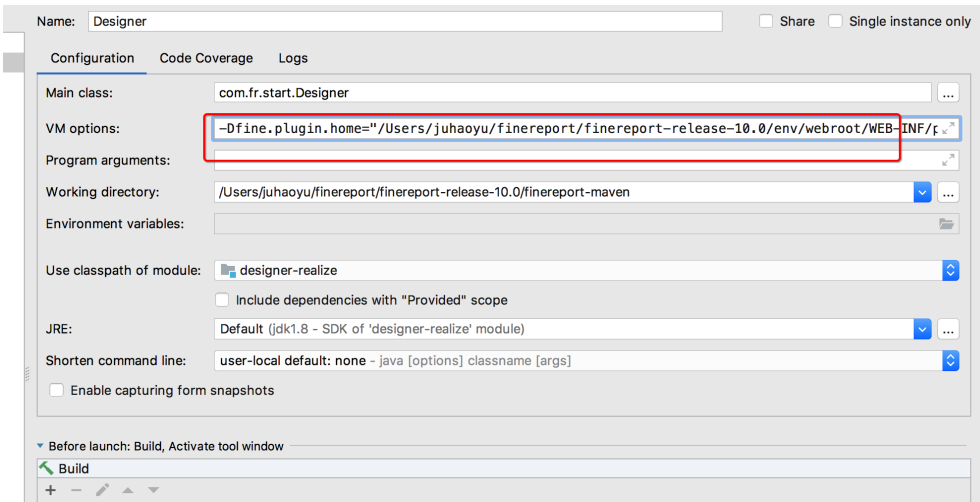 Name: Designer Share Single instance only
Configuration Code Coverage Logs
Main class: com.fr.start.Designer ...
VM options: -Dfine.plugin.home="/Users/juhaoyu/finereport/finereport-release-10.0/env/webroot/WEB-INF/p
Program arguments:
Working directory: /Users/juhaoyu/finereport/finereport-release-10.0/finereport-maven ...
Environment variables:
Use classpath of module: designer-realize
Include dependencies with "Provided" scope
JRE: Default (jdk1.8 - SDK of 'designer-realize' module) ...
Shorten command line: user-local default: none - java [options] classname [args]
Enable capturing form snapshots
Before launch: Build, Activate tool window
Build